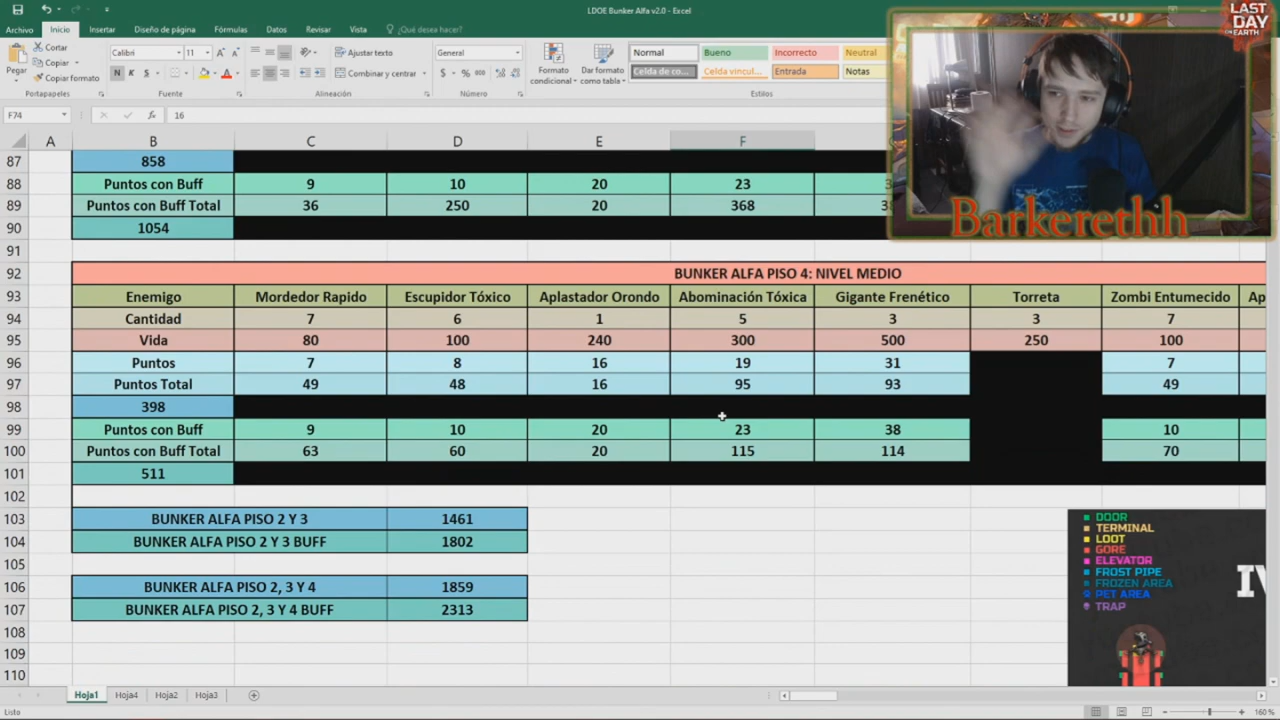 LDOE Bunker Alfa v2.0 - Excel
LAST DAY ON EARTH
Archivo Inicio Insertar Diseño de página Fórmulas Datos Revisar Vista ¿Qué desea hacer?
Pegar
Cortar
Copiar
Copiar formato
Calibri 11
N K S
Ajustar texto
Combinar y centrar
General
$ % 000
Formato condicional
Dar formato como tabla
Normal Bueno Incorrecto Neutral
Celda de co... Celda vincul... Entrada Notas
Portapapeles Fuente Alineación Número Estilos
F74 fx 16
Barkerethh
A B C D E F
87 858
88 Puntos con Buff 9 10 20 23
89 Puntos con Buff Total 36 250 20 368
90 1054
91
92 BUNKER ALFA PISO 4: NIVEL MEDIO
93 Enemigo Mordedor Rapido Escupidor Tóxico Aplastador Orondo Abominación Tóxica Gigante Frenético Torreta Zombi Entumecido Ap
94 Cantidad 7 6 1 5 3 3 7
95 Vida 80 100 240 300 500 250 100
96 Puntos 7 8 16 19 31 7
97 Puntos Total 49 48 16 95 93 49
98 398
99 Puntos con Buff 9 10 20 23 38 10
100 Puntos con Buff Total 63 60 20 115 114 70
101 511
102
103 BUNKER ALFA PISO 2 Y 3 1461
104 BUNKER ALFA PISO 2 Y 3 BUFF 1802
105
106 BUNKER ALFA PISO 2, 3 Y 4 1859
107 BUNKER ALFA PISO 2, 3 Y 4 BUFF 2313
108
109
110
DOOR
TERMINAL
LOOT
GORE
ELEVATOR
FROST PIPE
FROZEN AREA
PET AREA
TRAP
IV
Hoja1 Hoja4 Hoja2 Hoja3
Listo
160 %